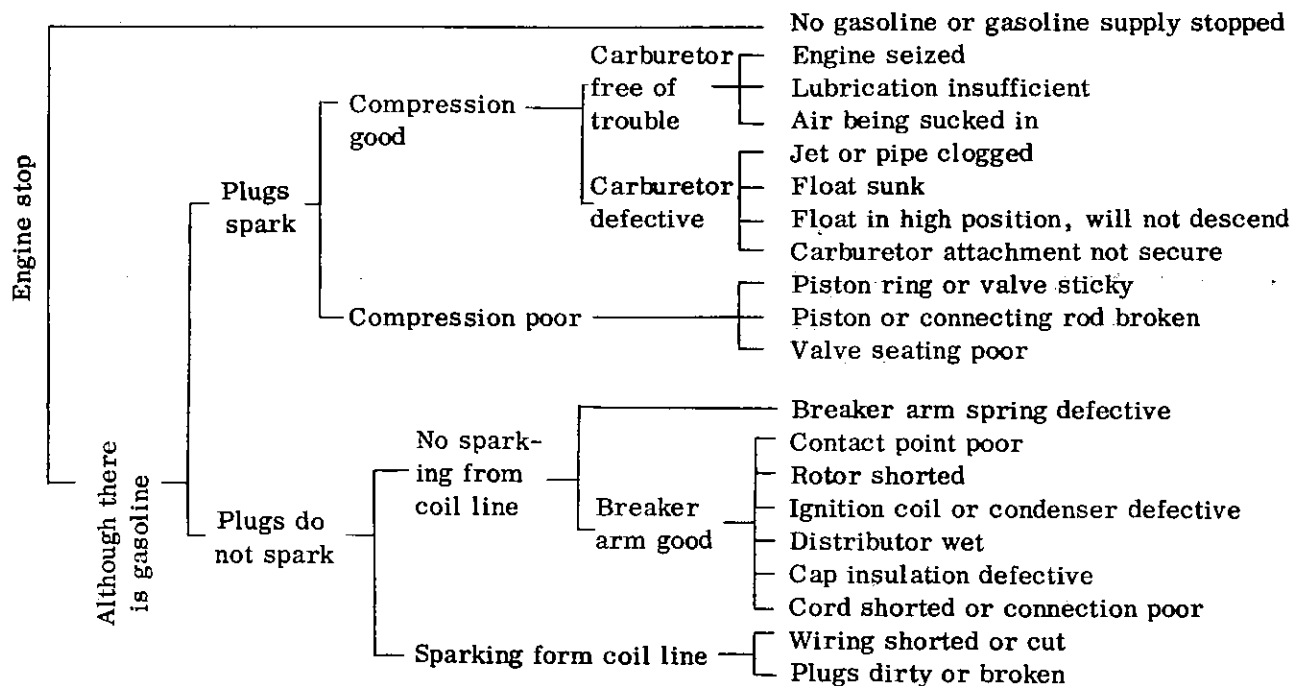 No gasoline or gasoline supply stopped
Carburetor
free of
trouble
Engine seized
Lubrication insufficient
Air being sucked in
Compression
good
Jet or pipe clogged
Carburetor
defective
Float sunk
Float in high position, will not descend
Carburetor attachment not secure
Plugs
spark
Engine stop
Piston ring or valve sticky
Compression poor
Piston or connecting rod broken
Valve seating poor
Breaker arm spring defective
No spark-
ing from
coil line
Contact point poor
Rotor shorted
Although there
is gasoline
Plugs do
not spark
Breaker
arm good
Ignition coil or condenser defective
Distributor wet
Cap insulation defective
Cord shorted or connection poor
Sparking form coil line
Wiring shorted or cut
Plugs dirty or broken